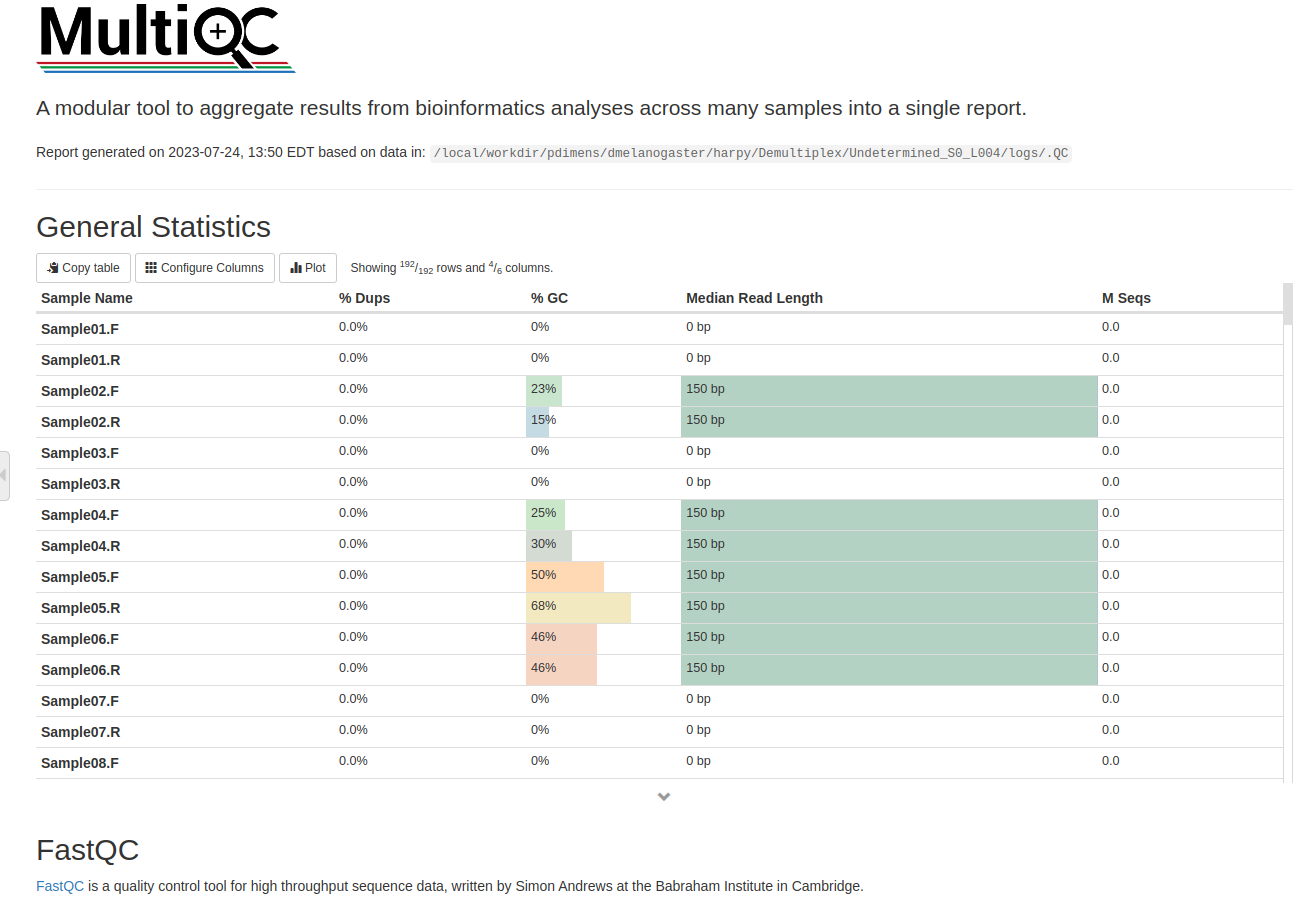 MultiQC
A modular tool to aggregate results from bioinformatics analyses across many samples into a single report.
Report generated on 2023-07-24, 13:50 EDT based on data in: /local/workdir/pdimens/dmelanogaster/harpy/Demultiplex/Undetermined_S0_L004/logs/.QC
General Statistics
Copy table Configure Columns Plot Showing 192/192 rows and 4/6 columns.
Sample Name % Dups % GC Median Read Length M Seqs
Sample01.F 0.0% 0% 0 bp 0.0
Sample01.R 0.0% 0% 0 bp 0.0
Sample02.F 0.0% 23% 150 bp 0.0
Sample02.R 0.0% 15% 150 bp 0.0
Sample03.F 0.0% 0% 0 bp 0.0
Sample03.R 0.0% 0% 0 bp 0.0
Sample04.F 0.0% 25% 150 bp 0.0
Sample04.R 0.0% 30% 150 bp 0.0
Sample05.F 0.0% 50% 150 bp 0.0
Sample05.R 0.0% 68% 150 bp 0.0
Sample06.F 0.0% 46% 150 bp 0.0
Sample06.R 0.0% 46% 150 bp 0.0
Sample07.F 0.0% 0% 0 bp 0.0
Sample07.R 0.0% 0% 0 bp 0.0
Sample08.F 0.0% 0% 0 bp 0.0
FastQC
FastQC is a quality control tool for high throughput sequence data, written by Simon Andrews at the Babraham Institute in Cambridge.